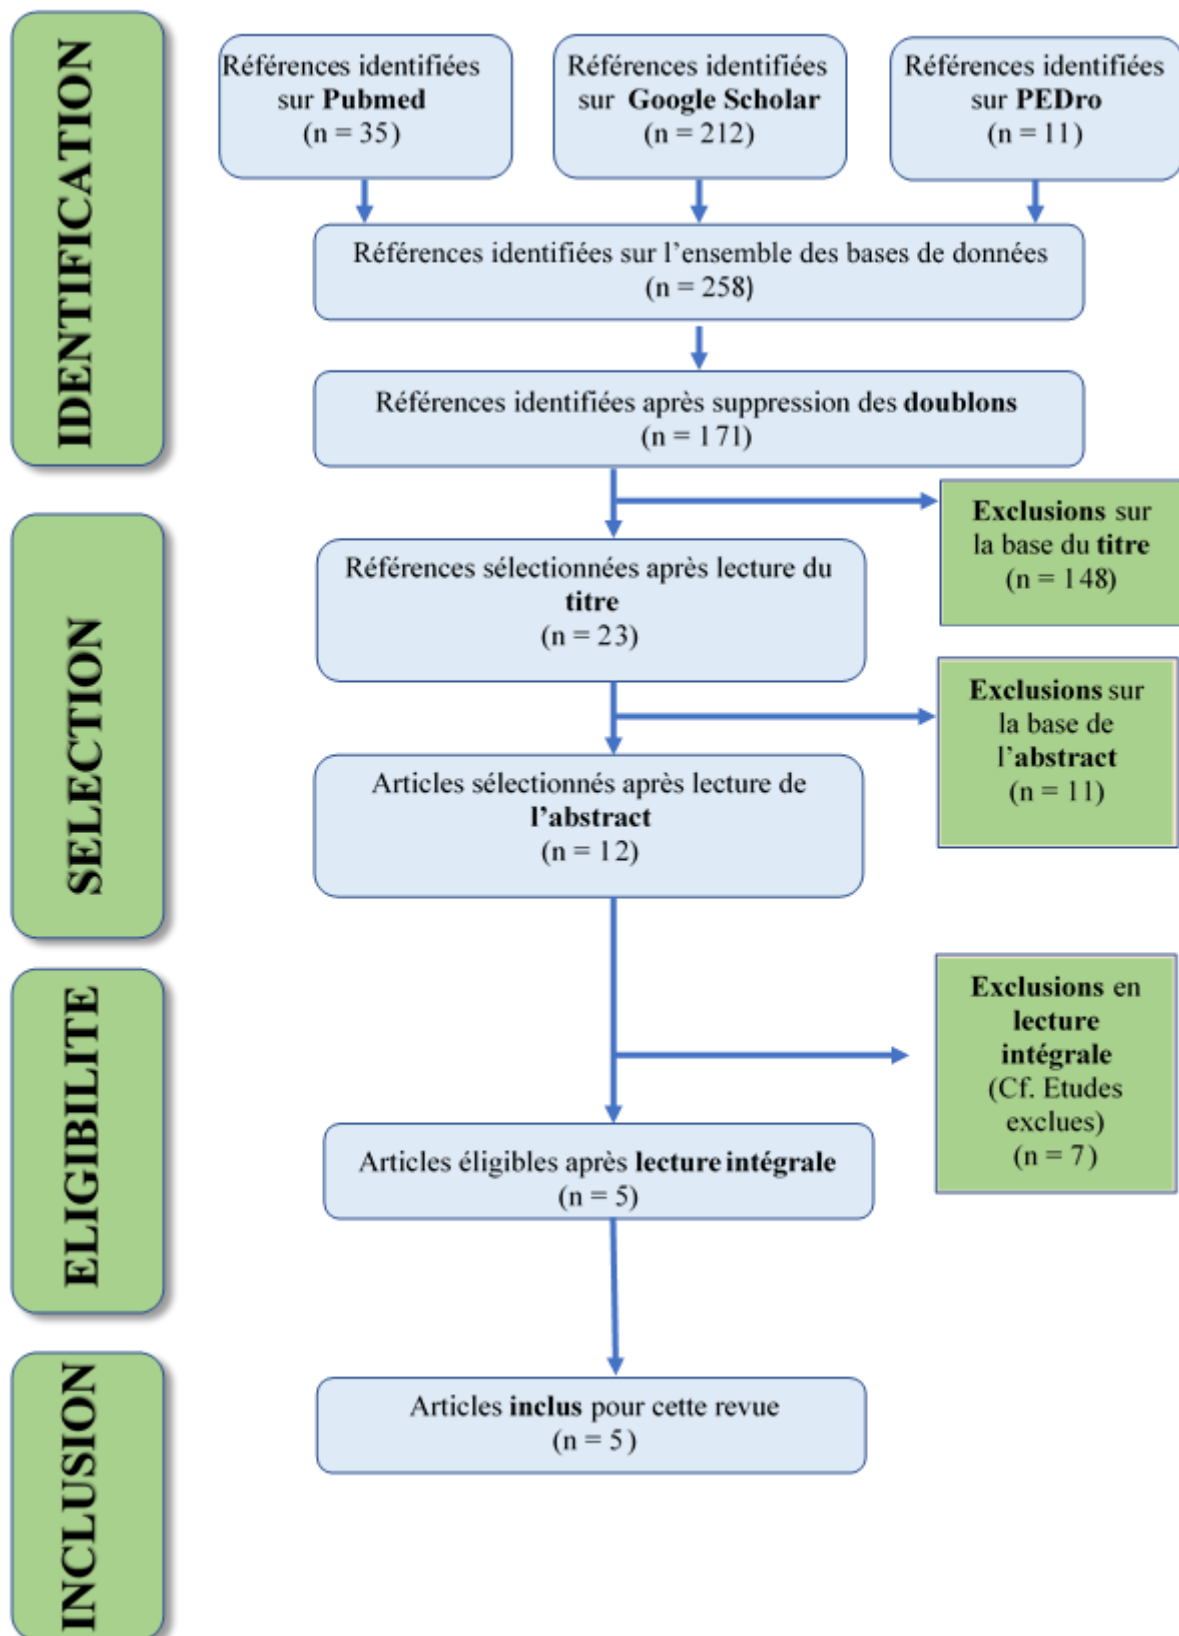 IDENTIFICATION
Références identifiées
sur Pubmed
(n = 35)
Références identifiées
sur Google Scholar
(n = 212)
Références identifiées
sur PEDro
(n = 11)
Références identifiées sur l'ensemble des bases de données
(n = 258)
Références identifiées après suppression des doublons
(n = 171)
SELECTION
Exclusions sur
la base du titre
(n = 148)
Références sélectionnées après lecture du
titre
(n = 23)
Exclusions sur
la base de
l'abstract
(n = 11)
Articles sélectionnés après lecture de
l'abstract
(n = 12)
ELIGIBILITE
Exclusions en
lecture
intégrale
(Cf. Etudes
exclues)
(n = 7)
Articles éligibles après lecture intégrale
(n = 5)
INCLUSION
Articles inclus pour cette revue
(n = 5)